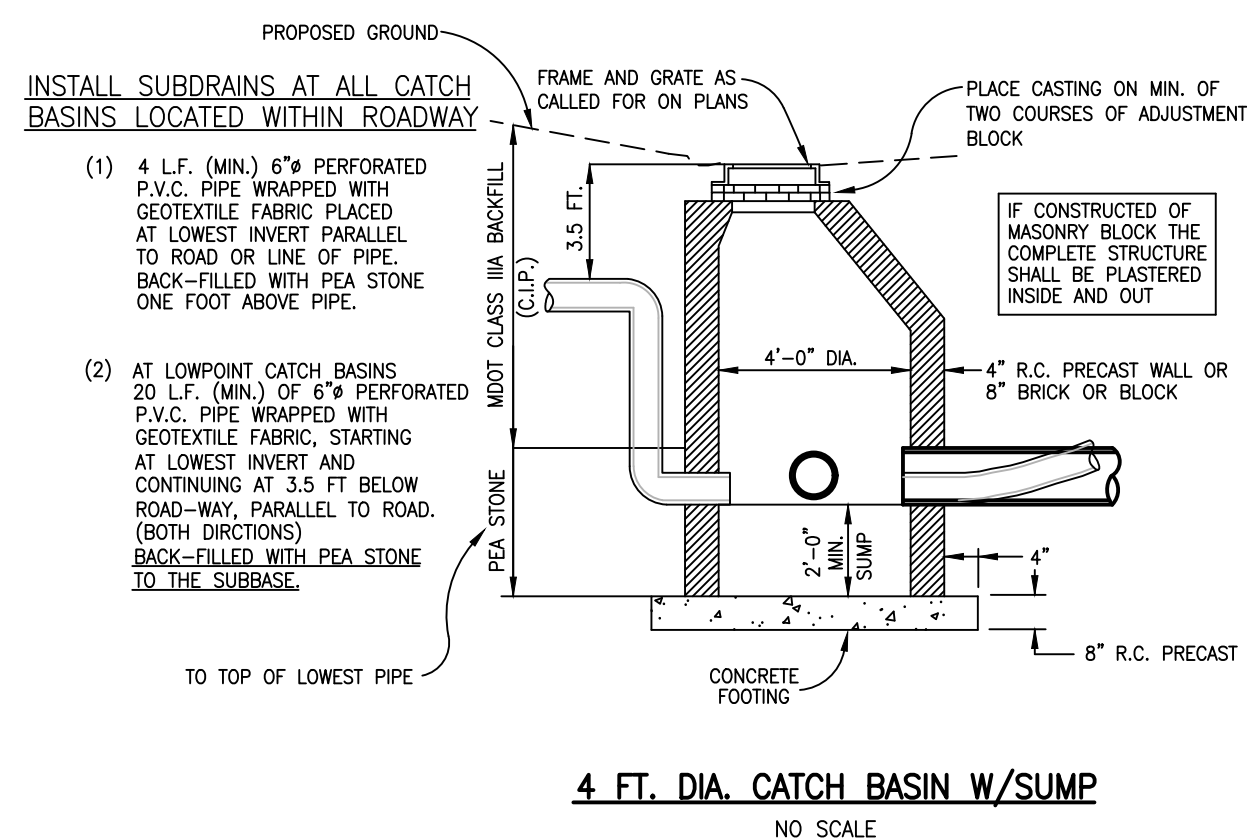 PROPOSED GROUND
INSTALL SUBDRAINS AT ALL CATCH
BASINS LOCATED WITHIN ROADWAY
(1) 4 L.F. (MIN.) 6"ø PERFORATED
P.V.C. PIPE WRAPPED WITH
GEOTEXTILE FABRIC PLACED
AT LOWEST INVERT PARALLEL
TO ROAD OR LINE OF PIPE.
BACK-FILLED WITH PEA STONE
ONE FOOT ABOVE PIPE.
(2) AT LOWPOINT CATCH BASINS
20 L.F. (MIN.) OF 6"ø PERFORATED
P.V.C. PIPE WRAPPED WITH
GEOTEXTILE FABRIC, STARTING
AT LOWEST INVERT AND
CONTINUING AT 3.5 FT BELOW
ROAD-WAY, PARALLEL TO ROAD.
(BOTH DIRCTIONS)
BACK-FILLED WITH PEA STONE
TO THE SUBBASE.
TO TOP OF LOWEST PIPE
MDOT CLASS IIIA BACKFILL
(C.I.P.)
PEA STONE
3.5 FT.
FRAME AND GRATE AS
CALLED FOR ON PLANS
PLACE CASTING ON MIN. OF
TWO COURSES OF ADJUSTMENT
BLOCK
IF CONSTRUCTED OF
MASONRY BLOCK THE
COMPLETE STRUCTURE
SHALL BE PLASTERED
INSIDE AND OUT
4'-0" DIA.
4" R.C. PRECAST WALL OR
8" BRICK OR BLOCK
2'-0"
MIN.
SUMP
4"
8" R.C. PRECAST
CONCRETE
FOOTING
4 FT. DIA. CATCH BASIN W/SUMP
NO SCALE